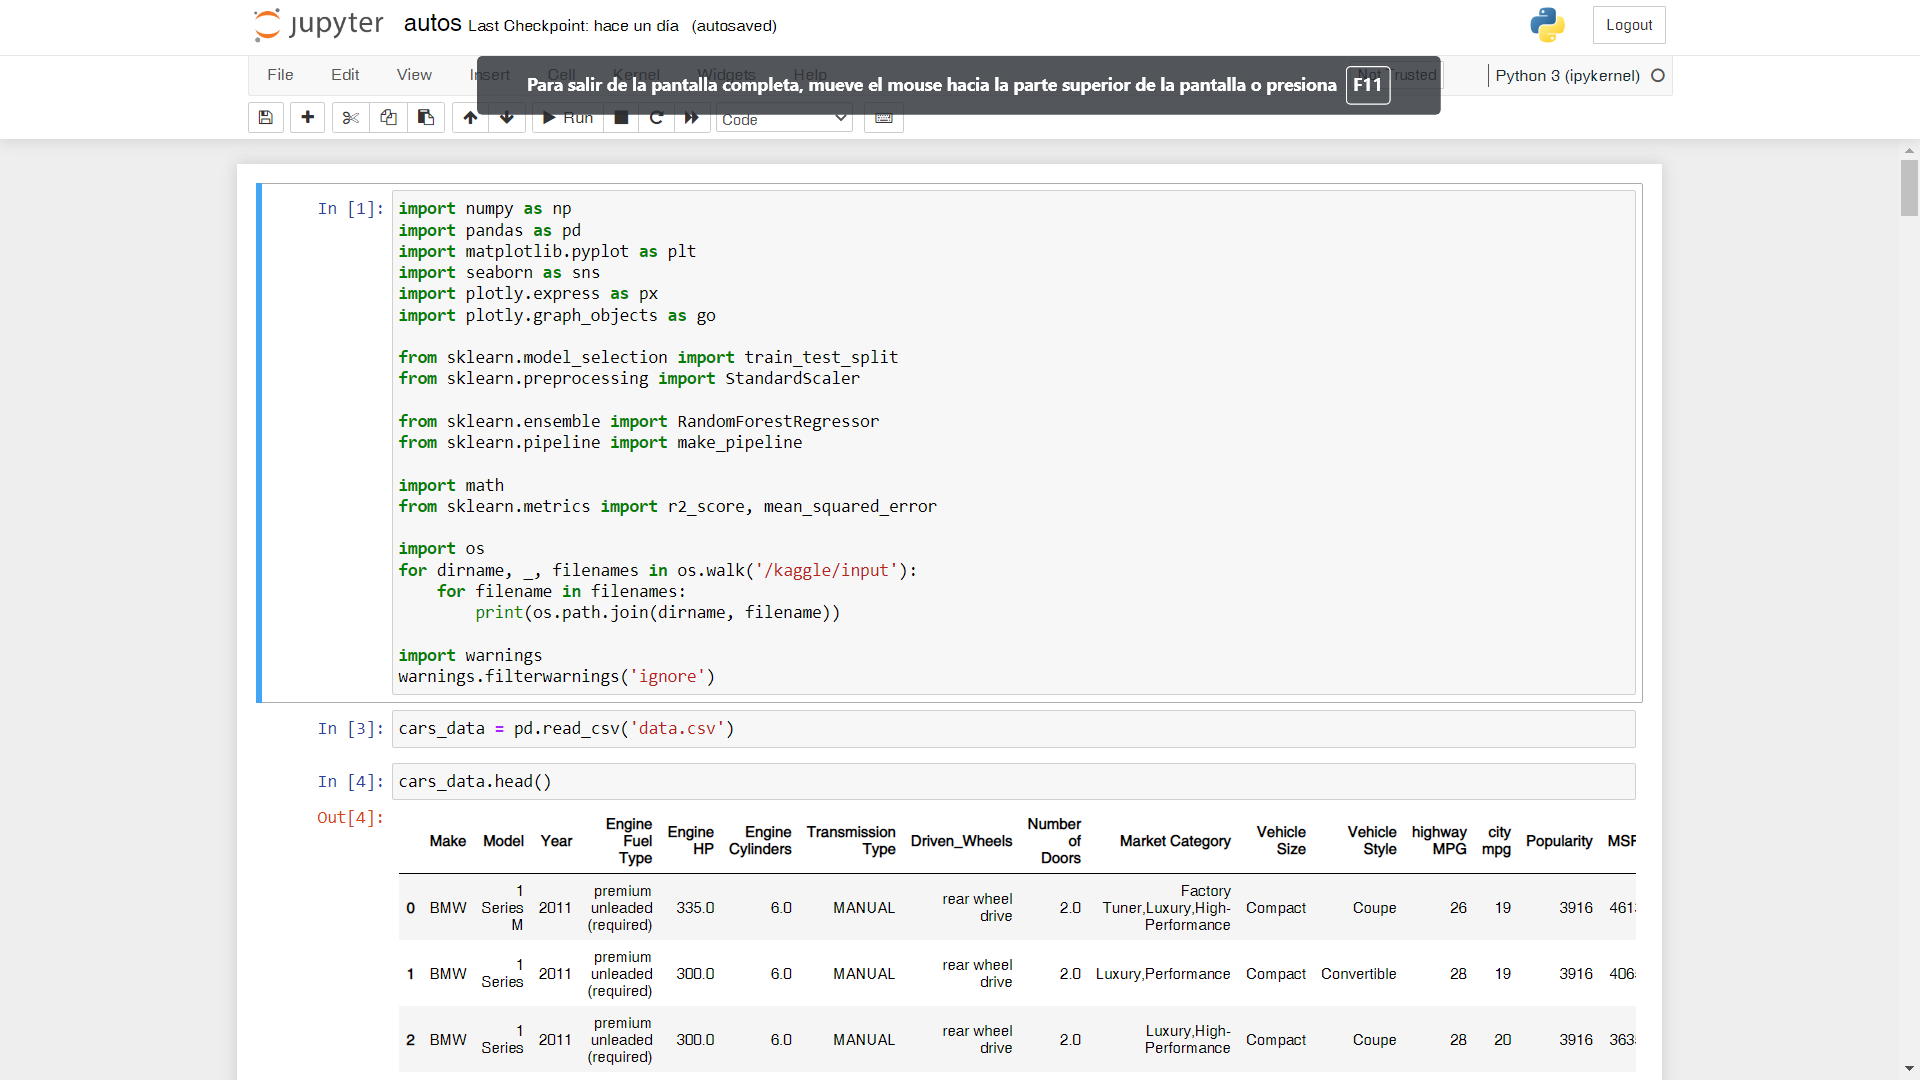 jupyter autos Last Checkpoint: hace un día (autosaved)
Logout
File Edit View Insert Cell Kernel Widgets Help
Not Trusted
Python 3 (ipykernel)
Para salir de la pantalla completa, mueve el mouse hacia la parte superior de la pantalla o presiona F11
Run
Code
In [1]:
import numpy as np
import pandas as pd
import matplotlib.pyplot as plt
import seaborn as sns
import plotly.express as px
import plotly.graph_objects as go
from sklearn.model_selection import train_test_split
from sklearn.preprocessing import StandardScaler
from sklearn.ensemble import RandomForestRegressor
from sklearn.pipeline import make_pipeline
import math
from sklearn.metrics import r2_score, mean_squared_error
import os
for dirname, _, filenames in os.walk('/kaggle/input'):
    for filename in filenames:
        print(os.path.join(dirname, filename))
import warnings
warnings.filterwarnings('ignore')
In [3]: cars_data = pd.read_csv('data.csv')
In [4]: cars_data.head()
Out[4]:
Make Model Year Engine Fuel Type Engine HP Engine Cylinders Transmission Type Driven_Wheels Number of Doors Market Category Vehicle Size Vehicle Style highway MPG city mpg Popularity MSR
0 BMW 1 Series M 2011 premium unleaded (required) 335.0 6.0 MANUAL rear wheel drive 2.0 Factory Tuner,Luxury,High-Performance Compact Coupe 26 19 3916 461
1 BMW 1 Series 2011 premium unleaded (required) 300.0 6.0 MANUAL rear wheel drive 2.0 Luxury,Performance Compact Convertible 28 19 3916 406
2 BMW 1 Series 2011 premium unleaded (required) 300.0 6.0 MANUAL rear wheel drive 2.0 Luxury,High-Performance Compact Coupe 28 20 3916 363